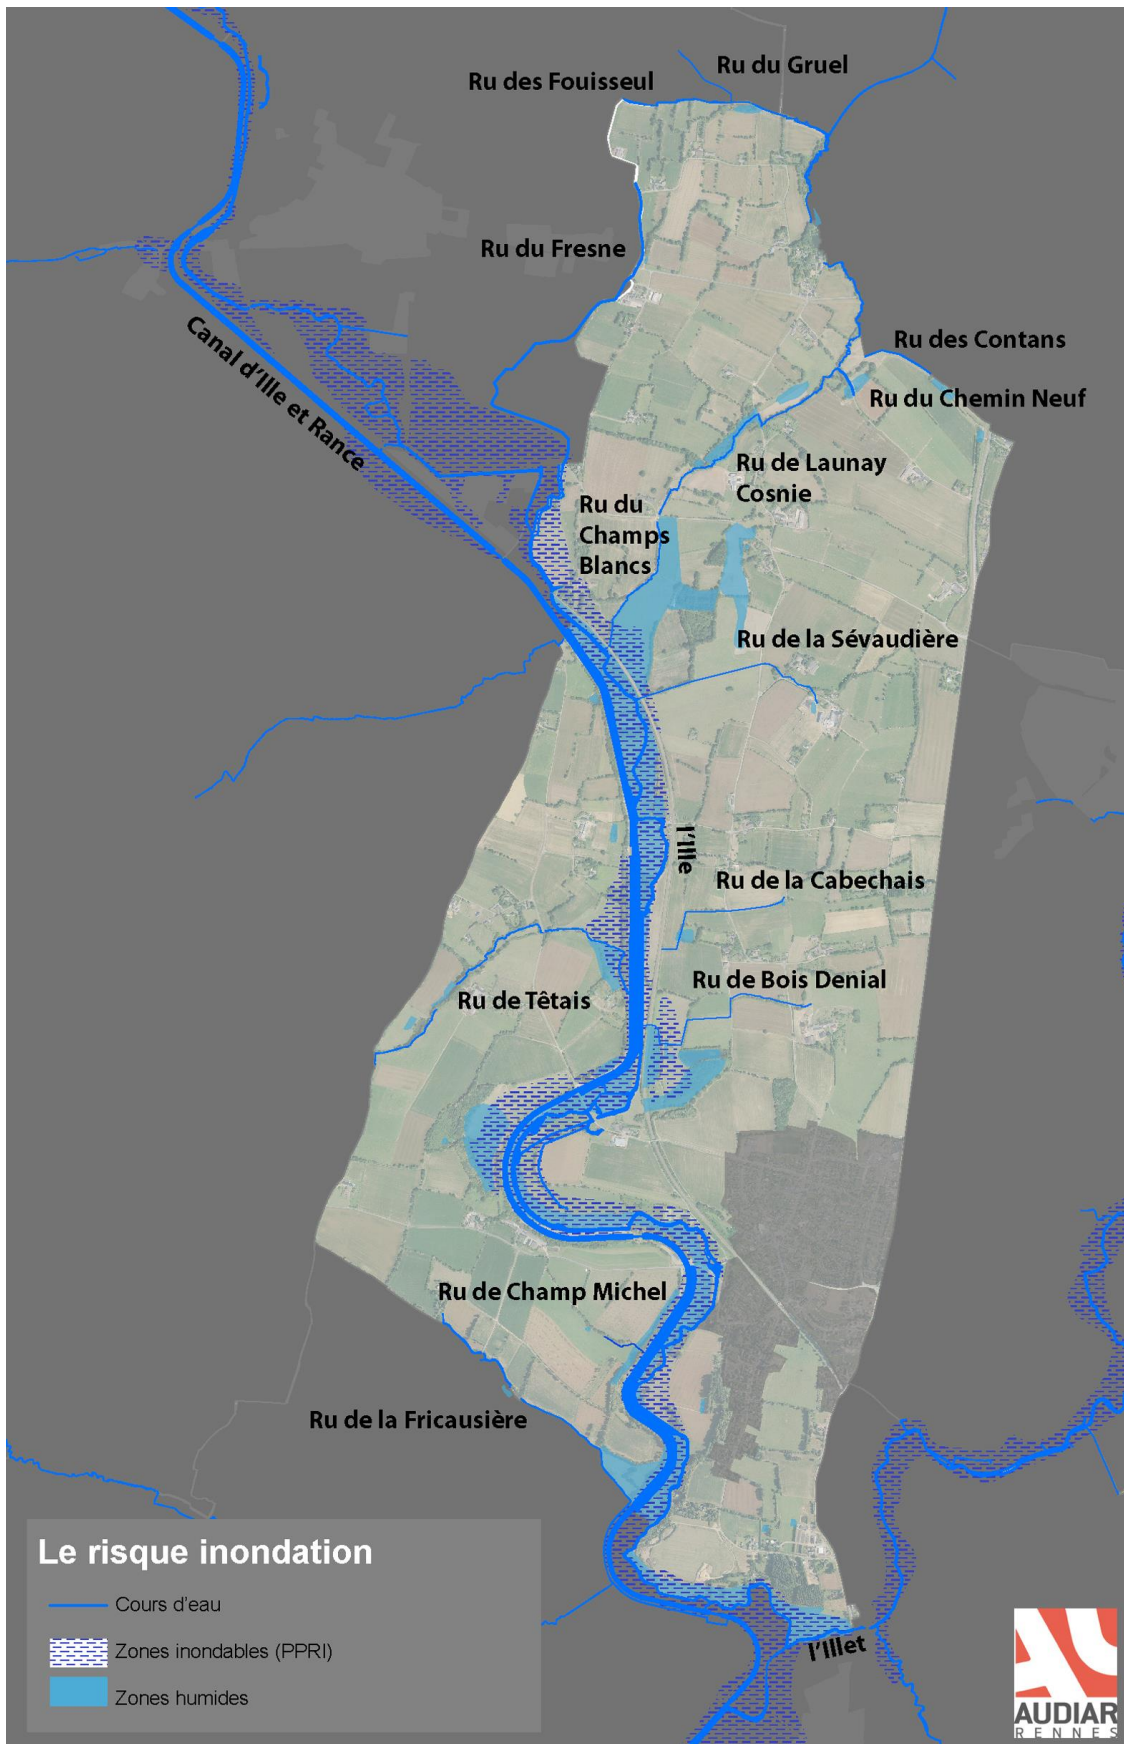 Ru du Gruel
Ru des Fouisseul
Ru du Fresne
Canal d'Ille et Rance
Ru des Contans
Ru du Chemin Neuf
Ru de Launay
Cosnie
Ru du
Champs
Blancs
Ru de la Sévaudière
l'Ille
Ru de la Cabechais
Ru de Bois Denial
Ru de Têtais
Ru de Champ Michel
Ru de la Fricausière
l'Illet
Le risque inondation
Cours d'eau
Zones inondables (PPRI)
Zones humides
AU
AUDIAR
RENNES